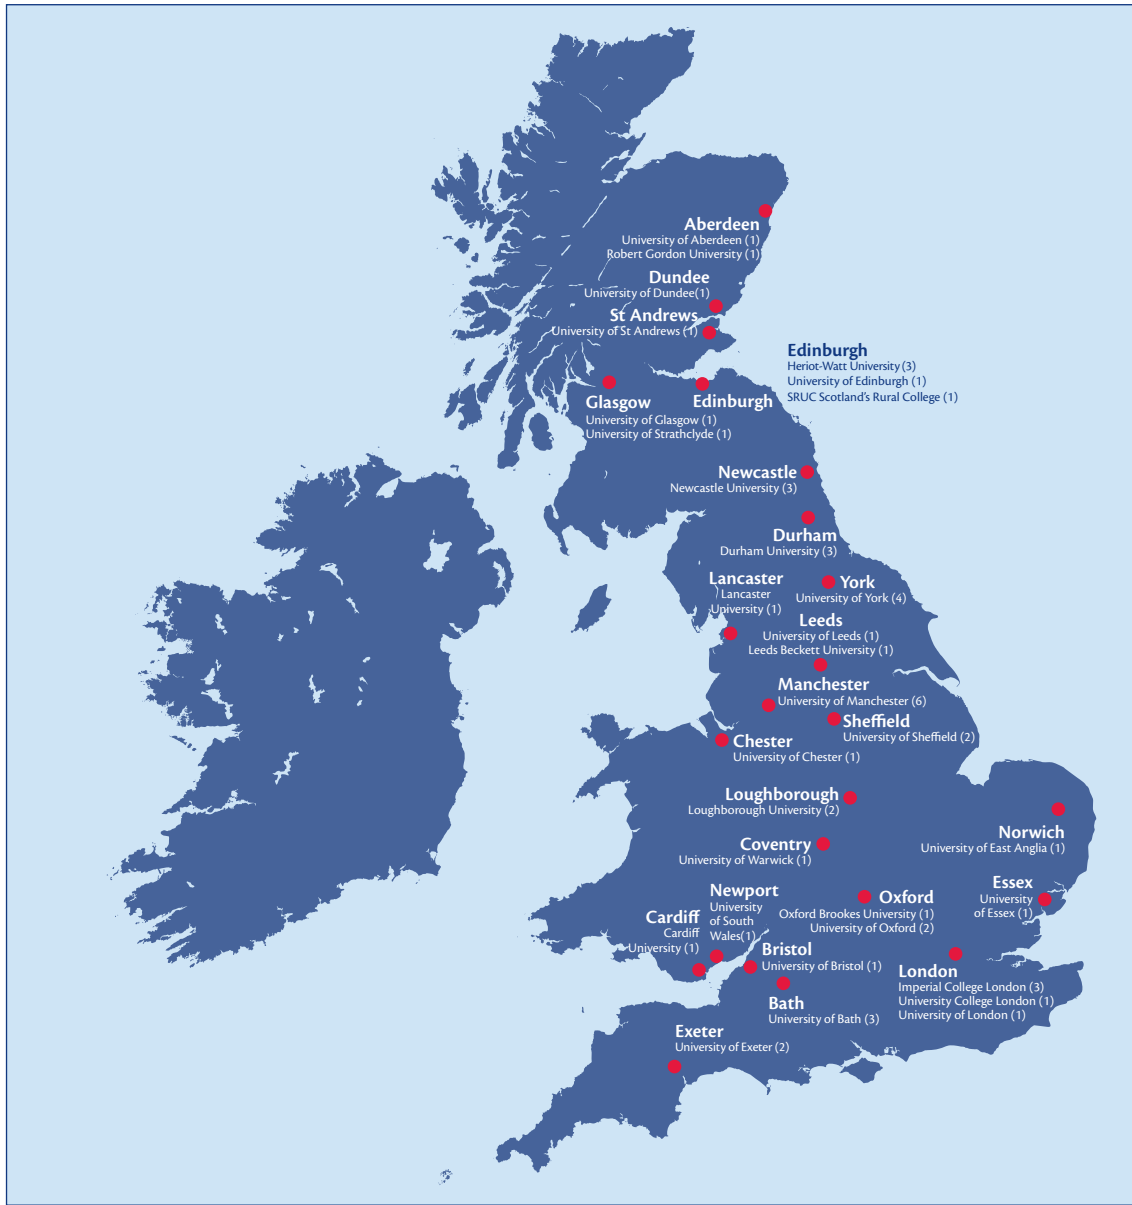 Aberdeen
University of Aberdeen (1)
Robert Gordon University (1)
Dundee
University of Dundee(1)
St Andrews
University of St Andrews (1)
Edinburgh
Heriot-Watt University (3)
University of Edinburgh (1)
SRUC Scotland's Rural College (1)
Glasgow
University of Glasgow (1)
University of Strathclyde (1)
Edinburgh
Newcastle
Newcastle University (3)
Durham
Durham University (3)
Lancaster
Lancaster
University (1)
York
University of York (4)
Leeds
University of Leeds (1)
Leeds Beckett University (1)
Manchester
University of Manchester (6)
Sheffield
University of Sheffield (2)
Chester
University of Chester (1)
Loughborough
Loughborough University (2)
Norwich
University of East Anglia (1)
Coventry
University of Warwick (1)
Essex
University
of Essex (1)
Newport
University
of South
Wales(1)
Oxford
Oxford Brookes University (1)
University of Oxford (2)
Cardiff
Cardiff
University (1)
Bristol
University of Bristol (1)
London
Imperial College London (3)
University College London (1)
University of London (1)
Bath
University of Bath (3)
Exeter
University of Exeter (2)